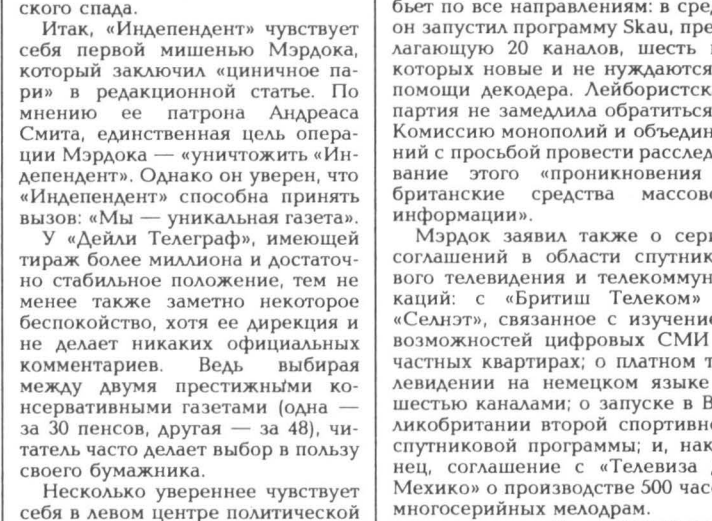 ского спада.
Итак, «Индепендент» чувствует
себя первой мишенью Мэрдока,
который заключил «циничное па-
ри» в редакционной статье. По
мнению ее патрона Андреаса
Смита, единственная цель опера-
ции Мэрдока — «уничтожить «Ин-
депендент». Однако он уверен, что
«Индепендент» способна принять
вызов: «Мы — уникальная газета».
У «Дейли Телеграф», имеющей
тираж более миллиона и достаточ-
но стабильное положение, тем не
менее также заметно некоторое
беспокойство, хотя ее дирекция и
не делает никаких официальных
комментариев. Ведь выбирая
между двумя престижными ко-
нсервативными газетами (одна —
за 30 пенсов, другая — за 48), чи-
татель часто делает выбор в пользу
своего бумажника.
Несколько увереннее чувствует
себя в левом центре политической
бьет по все направлениям: в сред
он запустил программу Skau, пре
лагающую 20 каналов, шесть
которых новые и не нуждаются
помощи декодера. Лейбористск
партия не замедлила обратиться
Комиссию монополий и объедин
ний с просьбой провести расслед
вание этого «проникновения
британские средства массово
информации».
Мэрдок заявил также о сери
соглашений в области спутник
вого телевидения и телекоммун
каций: с «Бритиш Телеком»
«Селнэт», связанное с изучение
возможностей цифровых СМИ
частных квартирах; о платном т
левидении на немецком языке
шестью каналами; о запуске в В
ликобритании второй спортивн
спутниковой программы; и, нак
нец, соглашение с «Телевиза
Мехико» о производстве 500 час
многосерийных мелодрам.